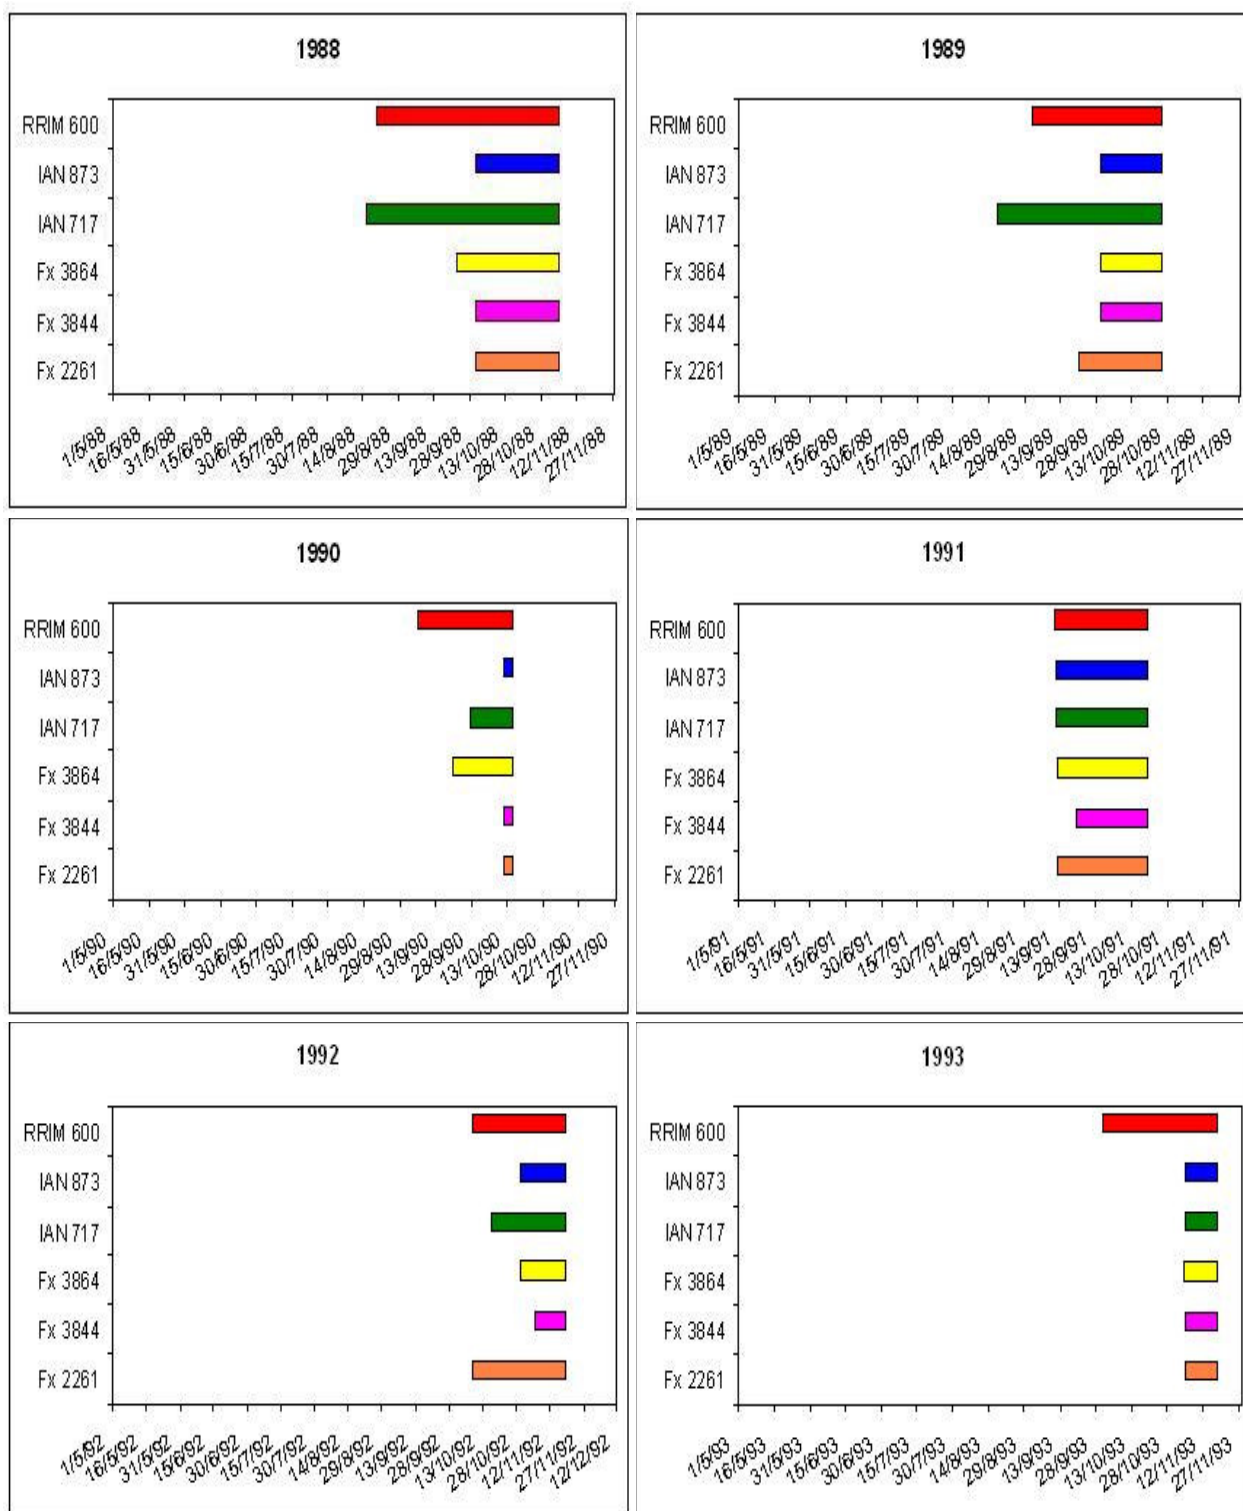 1988
RRIM 600
IAN 873
IAN 717
Fx 3864
Fx 3844
Fx 2261
1/5/88 16/5/88 31/5/88 15/6/88 30/6/88 15/7/88 30/7/88 14/8/88 29/8/88 13/9/88 28/9/88 13/10/88 28/10/88 12/11/88 27/11/88
1989
RRIM 600
IAN 873
IAN 717
Fx 3864
Fx 3844
Fx 2261
1/5/89 16/5/89 31/5/89 15/6/89 30/6/89 15/7/89 30/7/89 14/8/89 29/8/89 13/9/89 28/9/89 13/10/89 28/10/89 12/11/89 27/11/89
1990
RRIM 600
IAN 873
IAN 717
Fx 3864
Fx 3844
Fx 2261
1/5/90 16/5/90 31/5/90 15/6/90 30/6/90 15/7/90 30/7/90 14/8/90 29/8/90 13/9/90 28/9/90 13/10/90 28/10/90 12/11/90 27/11/90
1991
RRIM 600
IAN 873
IAN 717
Fx 3864
Fx 3844
Fx 2261
1/5/91 16/5/91 31/5/91 15/6/91 30/6/91 15/7/91 30/7/91 14/8/91 29/8/91 13/9/91 28/9/91 13/10/91 28/10/91 12/11/91 27/11/91
1992
RRIM 600
IAN 873
IAN 717
Fx 3864
Fx 3844
Fx 2261
1/5/92 16/5/92 31/5/92 15/6/92 30/6/92 15/7/92 30/7/92 14/8/92 29/8/92 13/9/92 28/9/92 13/10/92 28/10/92 12/11/92 27/11/92 12/12/92
1993
RRIM 600
IAN 873
IAN 717
Fx 3864
Fx 3844
Fx 2261
1/5/93 16/5/93 31/5/93 15/6/93 30/6/93 15/7/93 30/7/93 14/8/93 29/8/93 13/9/93 28/9/93 13/10/93 28/10/93 12/11/93 27/11/93